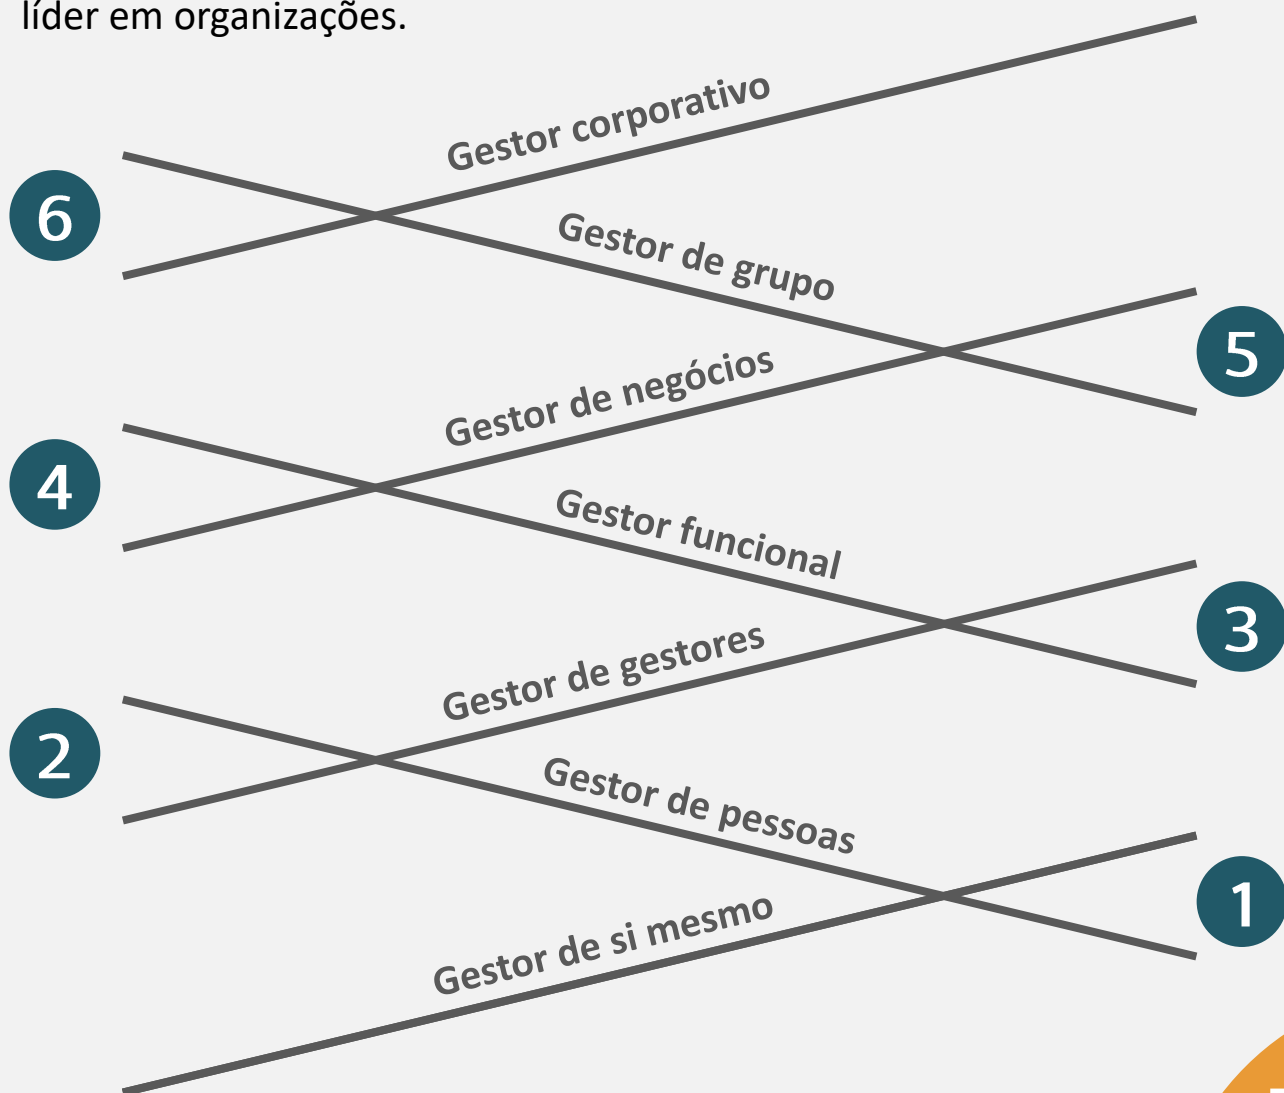 líder em organizações.
Gestor corporativo
6
Gestor de grupo
5
Gestor de negócios
4
Gestor funcional
3
Gestor de gestores
2
Gestor de pessoas
1
Gestor de si mesmo